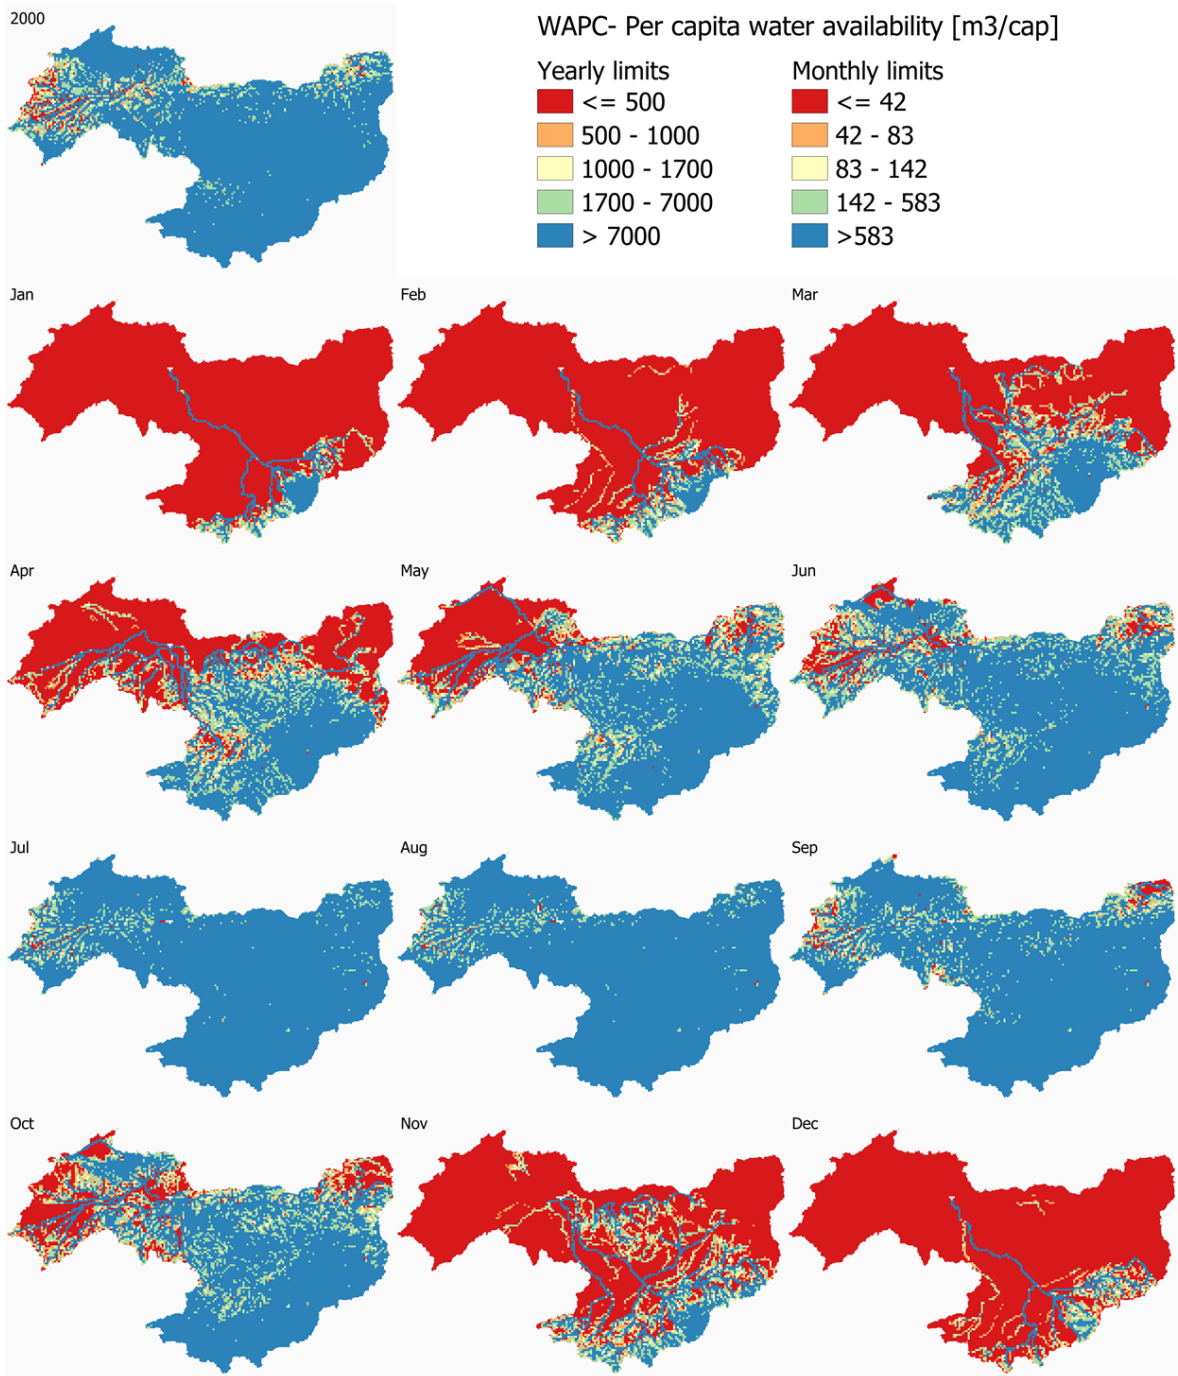 2000
WAPC- Per capita water availability [m3/cap]
Yearly limits
<= 500
500 - 1000
1000 - 1700
1700 - 7000
> 7000
Monthly limits
<= 42
42 - 83
83 - 142
142 - 583
>583
Jan
Feb
Mar
Apr
May
Jun
Jul
Aug
Sep
Oct
Nov
Dec